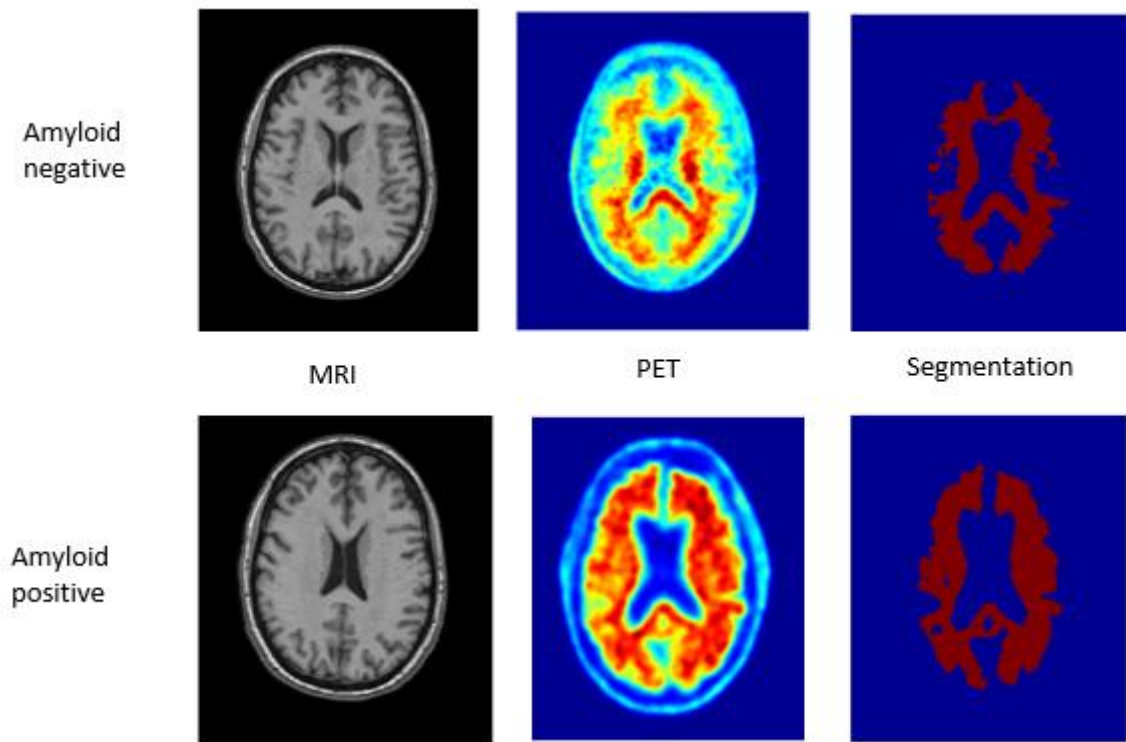 Amyloid
negative
MRI
PET
Segmentation
Amyloid
positive